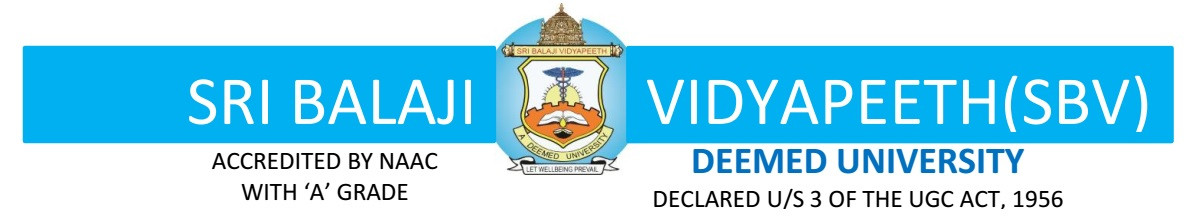 SRI BALAJI VIDYAPEETH(SBV)
SRI BALAJI VIDYAPEETH
A DEEMED UNIVERSITY
LET WELLBEING PREVAIL
ACCREDITED BY NAAC
WITH ‘A’ GRADE
DEEMED UNIVERSITY
DECLARED U/S 3 OF THE UGC ACT, 1956